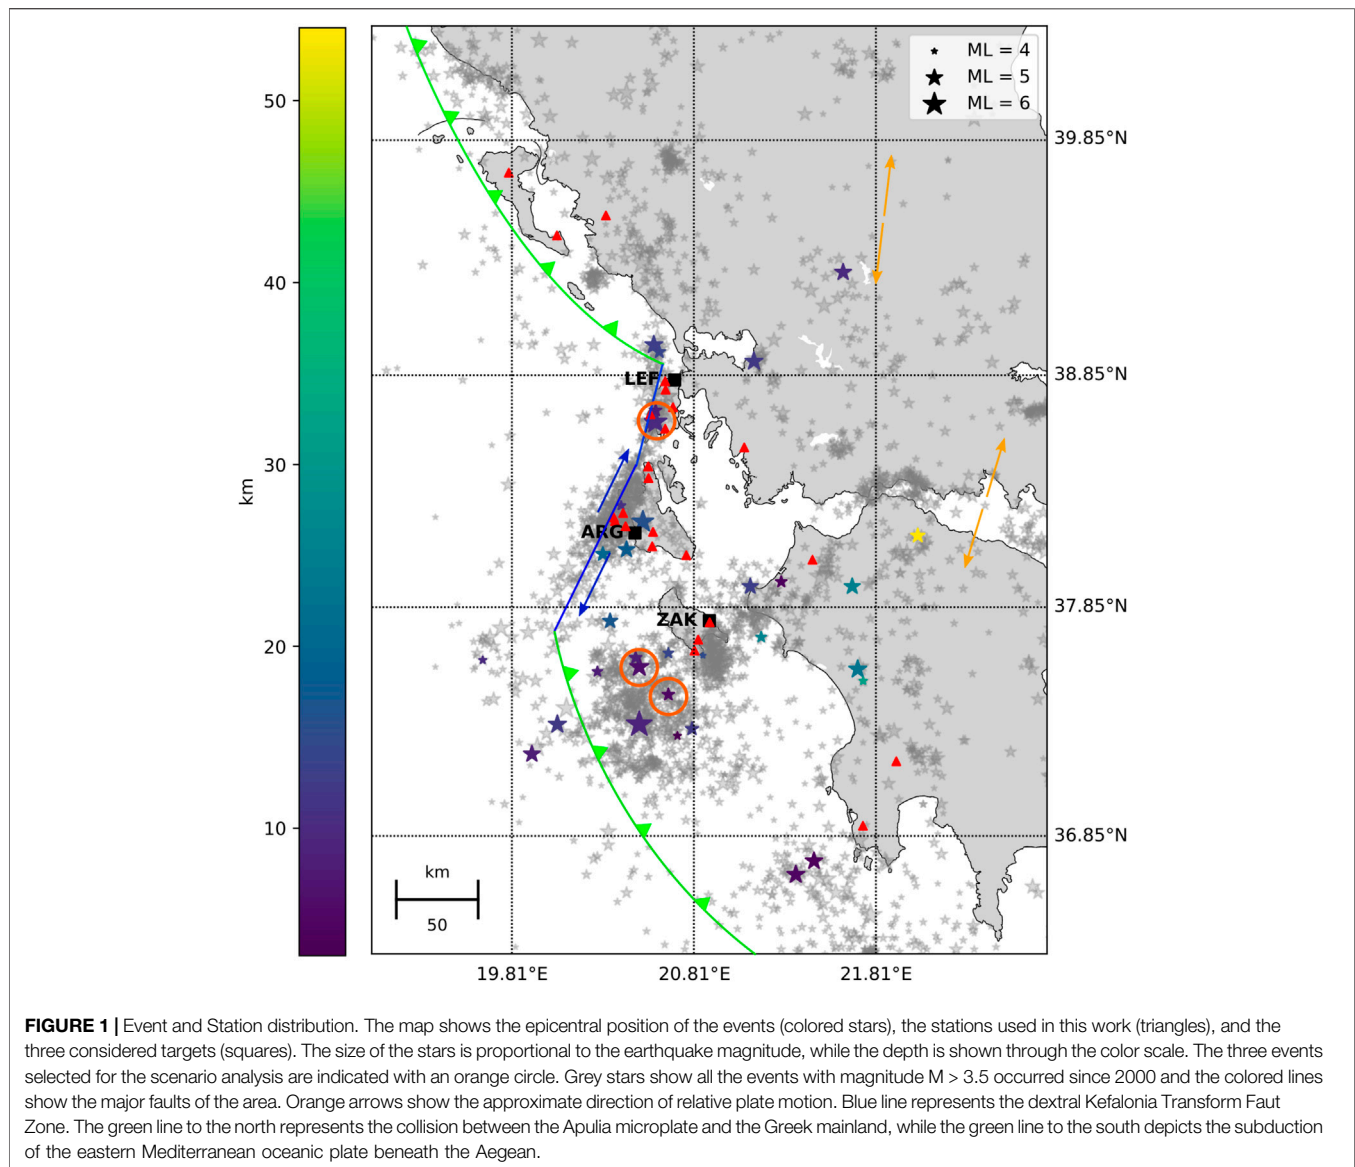 ML = 4
ML = 5
ML = 6
50
40
30
20
10
km
39.85°N
38.85°N
37.85°N
36.85°N
LEF
ARG
ZAK
km
50
19.81°E
20.81°E
21.81°E
FIGURE 1 | Event and Station distribution. The map shows the epicentral position of the events (colored stars), the stations used in this work (triangles), and the
three considered targets (squares). The size of the stars is proportional to the earthquake magnitude, while the depth is shown through the color scale. The three events
selected for the scenario analysis are indicated with an orange circle. Grey stars show all the events with magnitude M > 3.5 occurred since 2000 and the colored lines
show the major faults of the area. Orange arrows show the approximate direction of relative plate motion. Blue line represents the dextral Kefalonia Transform Faut
Zone. The green line to the north represents the collision between the Apulia microplate and the Greek mainland, while the green line to the south depicts the subduction
of the eastern Mediterranean oceanic plate beneath the Aegean.